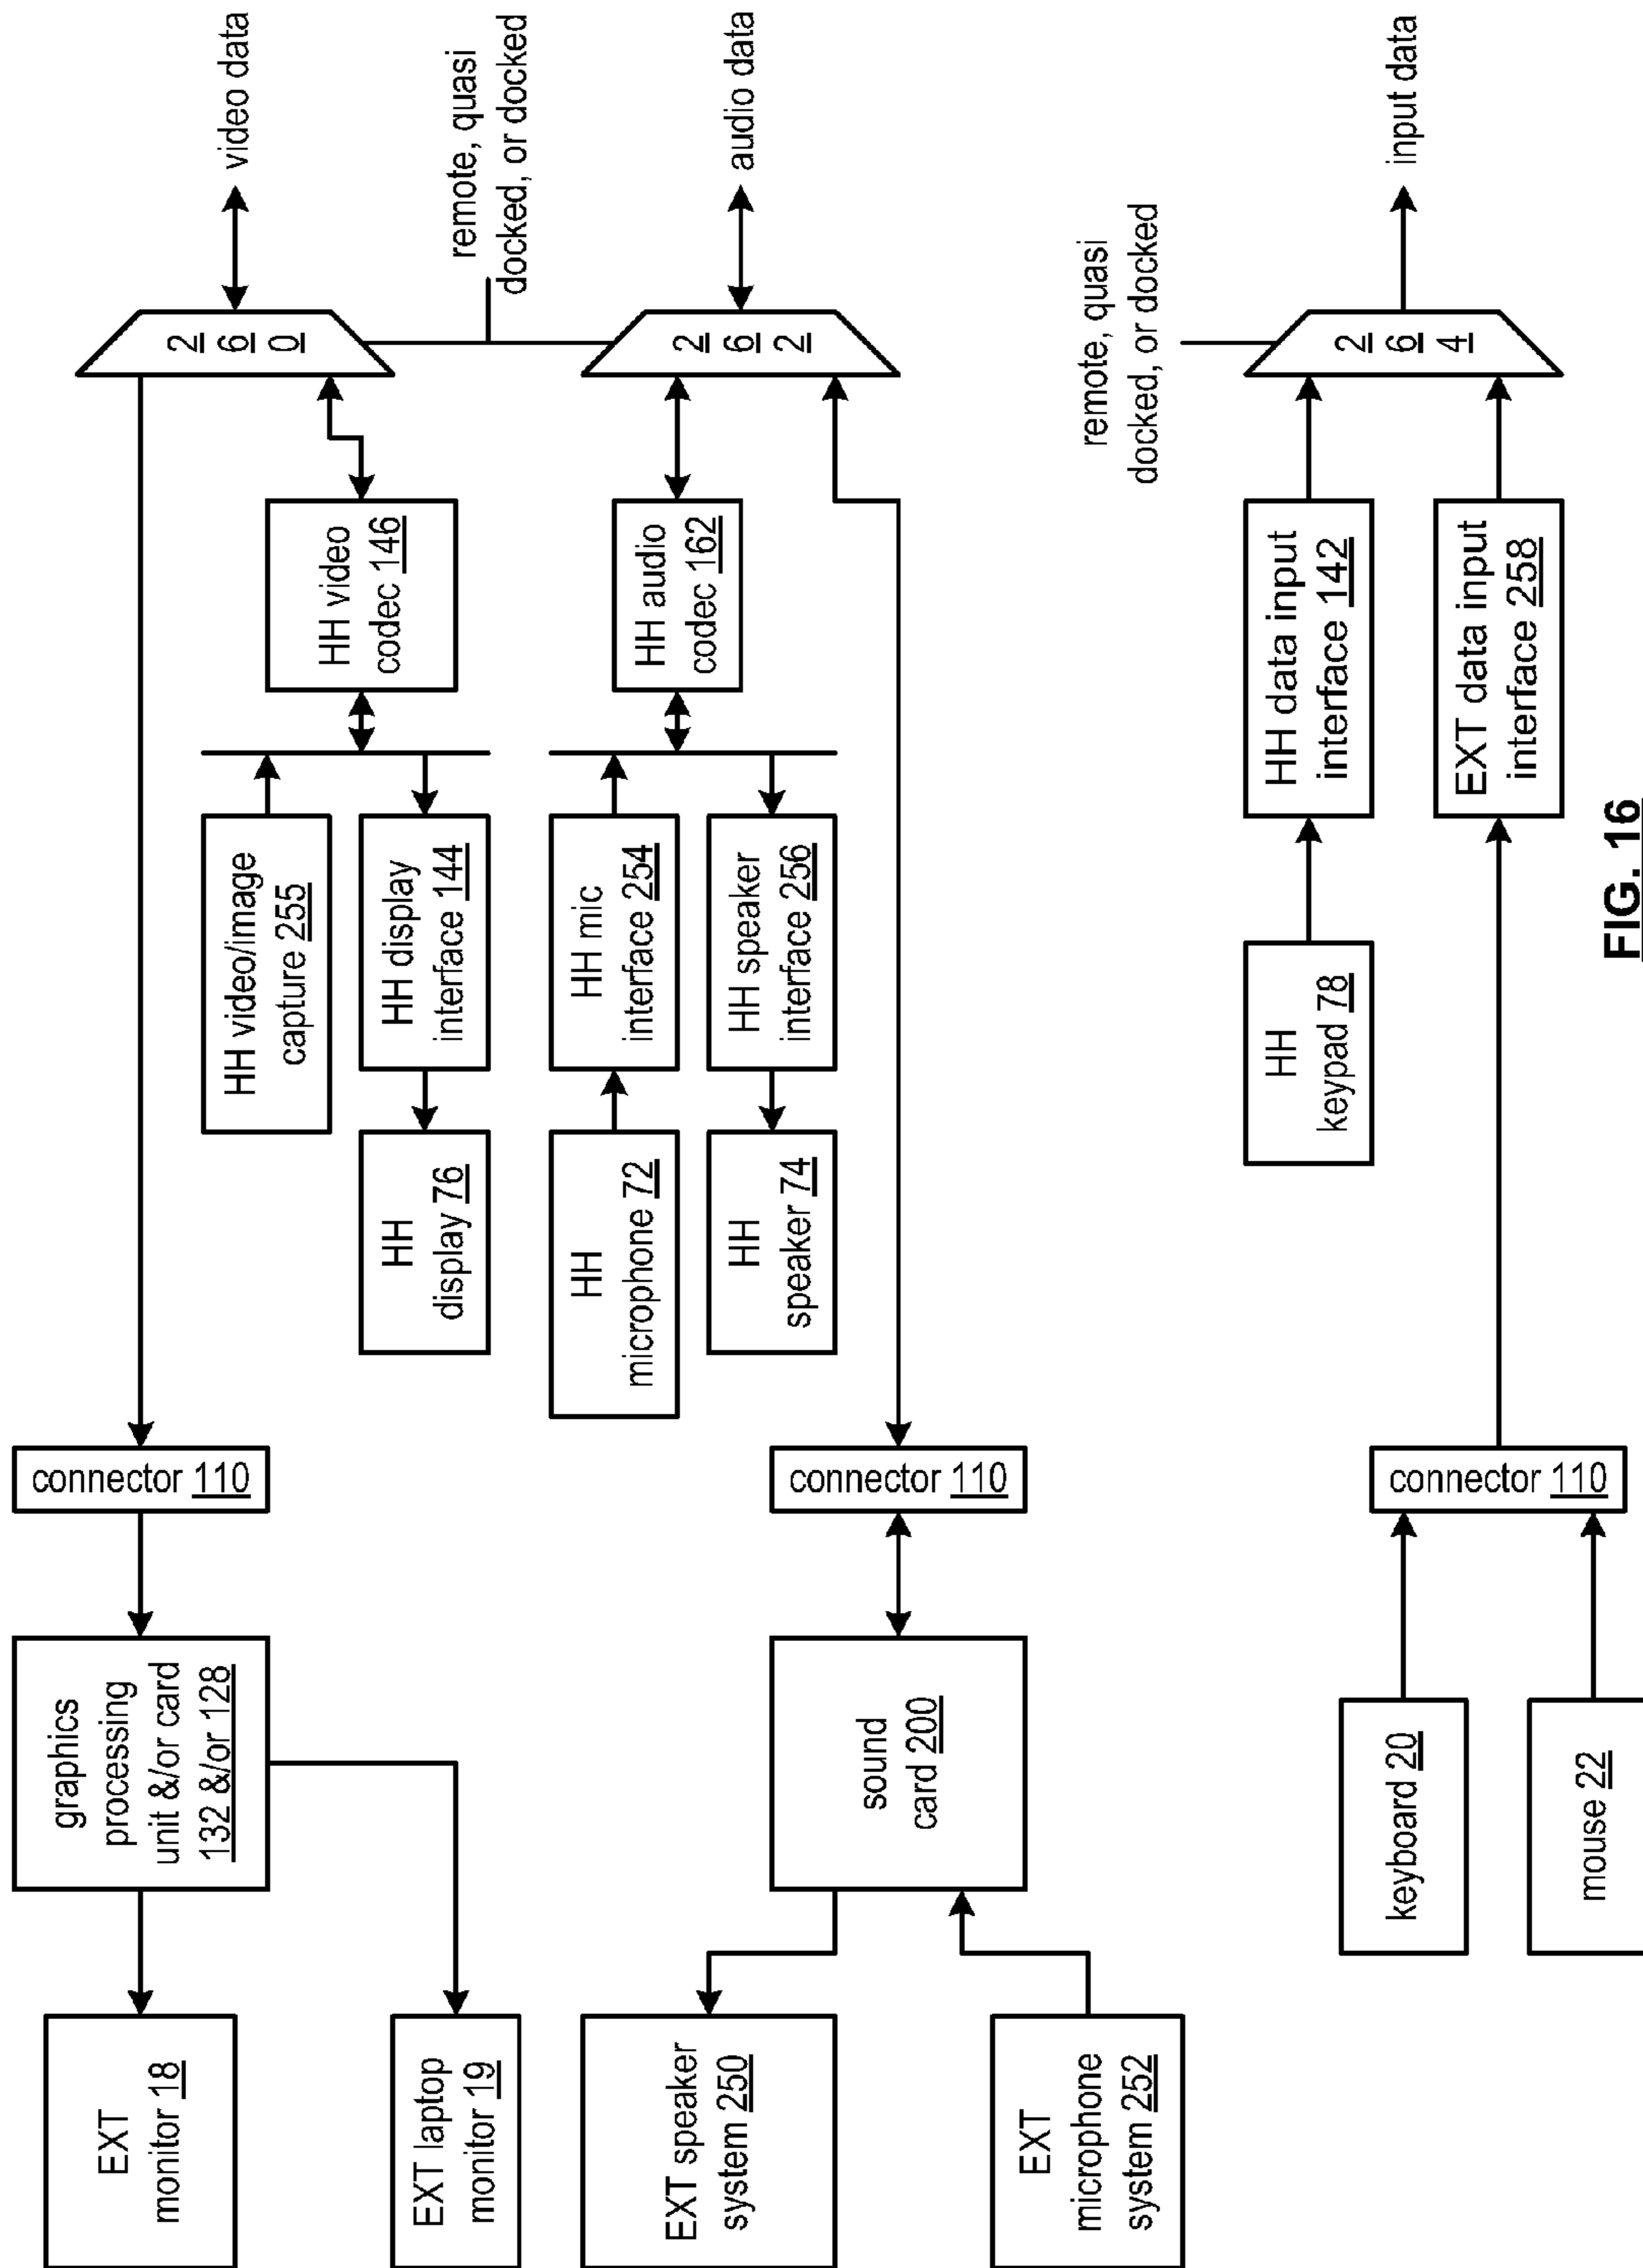 EXT
monitor 18
EXT laptop
monitor 19
graphics
processing
unit &/or card
132 &/or 128
connector 110
HH video/image
capture 255
HH display
interface 144
HH
display 76
HH video
codec 146
260
video data
remote, quasi
docked, or docked
EXT speaker
system 250
EXT
microphone
system 252
sound
card 200
connector 110
HH
microphone 72
HH mic
interface 254
HH
speaker 74
HH speaker
interface 256
HH audio
codec 162
262
audio data
keyboard 20
mouse 22
connector 110
HH
keypad 78
HH data input
interface 142
EXT data input
interface 258
remote, quasi
docked, or docked
264
input data
FIG. 16